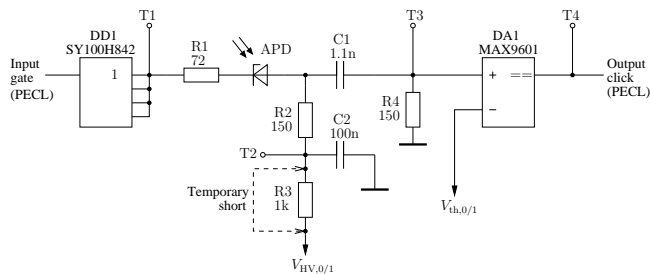 T1
T3
T4
DD1
SY100H842
R1
72
APD
C1
1.1n
DA1
MAX9601
Input
gate
(PECL)
1
+
==
−
Output
click
(PECL)
R2
150
C2
100n
R4
150
T2
Temporary
short
R3
1k
Vth,0/1
VHV,0/1